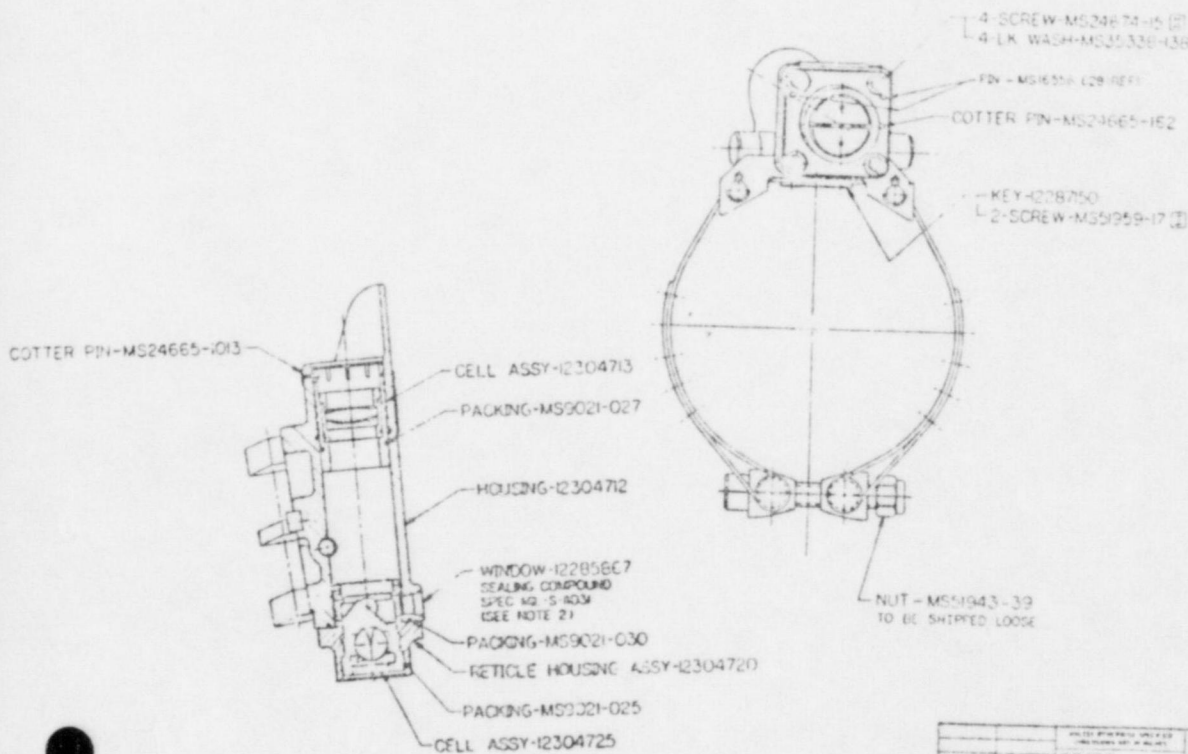 4-SCREW-MS24674-15
4-LK. WASH-MS35338-138
COTTER PIN-MS24665-162
KEY-12287150
2-SCREW-MS51959-17
COTTER PIN-MS24665-1013
CELL ASSY-12304713
PACKING-MS9021-027
HOUSING-12304712
WINDOW-12285867
SEALING COMPOUND
(SEE NOTE 2)
PACKING-MS9021-030
RETICLE HOUSING ASSY-12304720
PACKING-MS9021-025
CELL ASSY-12304725
NUT-MS51943-39
TO BE SHIPPED LOOSE